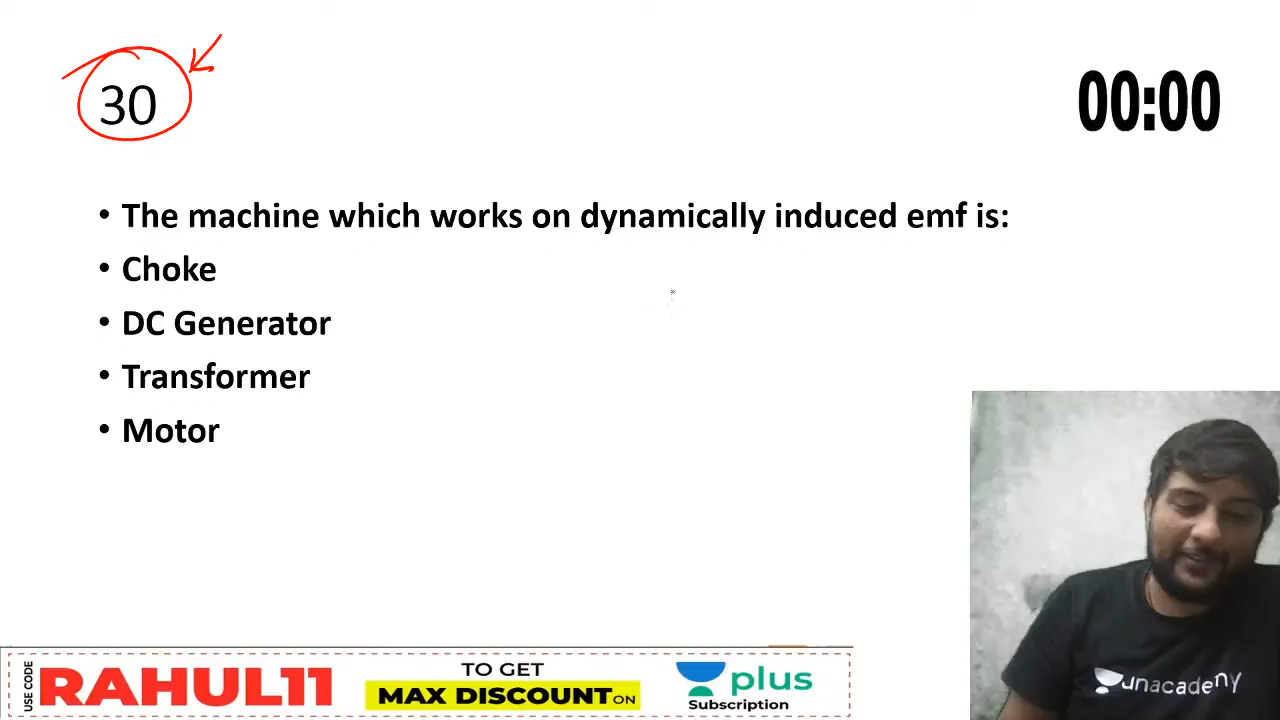 30
00:00
• The machine which works on dynamically induced emf is:
• Choke
• DC Generator
• Transformer
• Motor
unacademy
USE CODE
RAHUL11
TO GET
MAX DISCOUNT ON
plus
Subscription